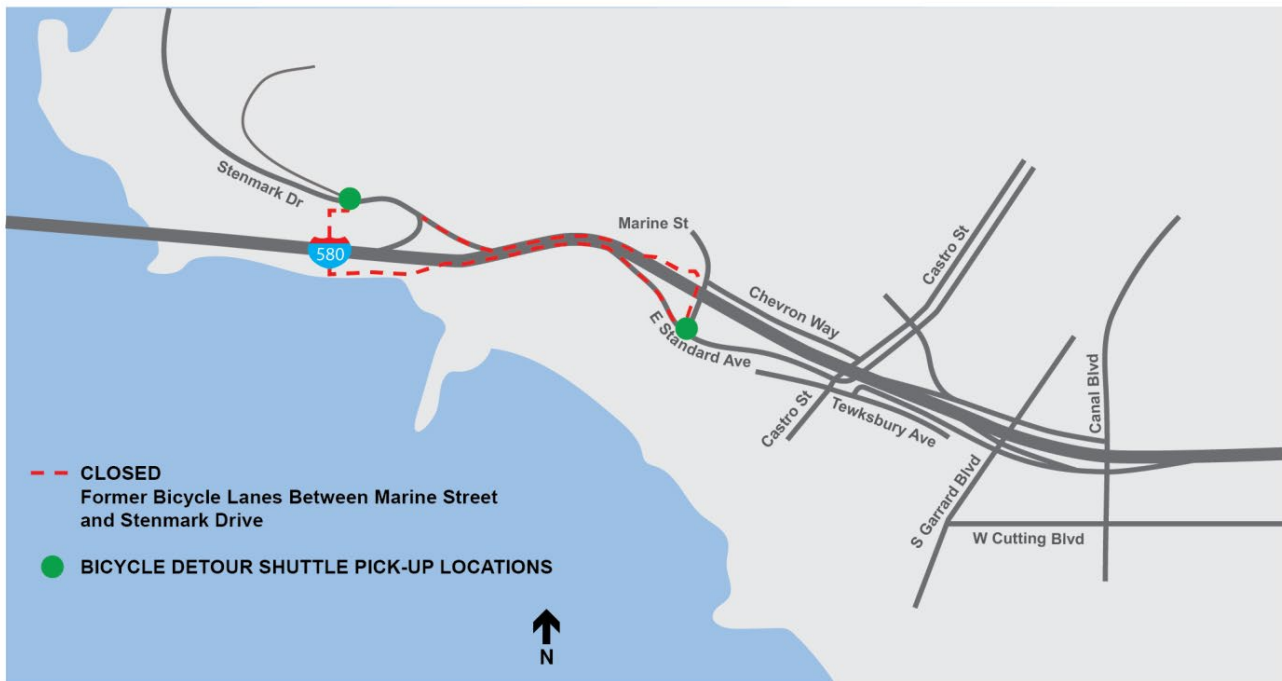 Stenmark Dr
580
Marine St
Castro St
Chevron Way
E Standard Ave
Castro St
Tewksbury Ave
Canal Blvd
S Garrard Blvd
W Cutting Blvd
CLOSED
Former Bicycle Lanes Between Marine Street
and Stenmark Drive
BICYCLE DETOUR SHUTTLE PICK-UP LOCATIONS
N